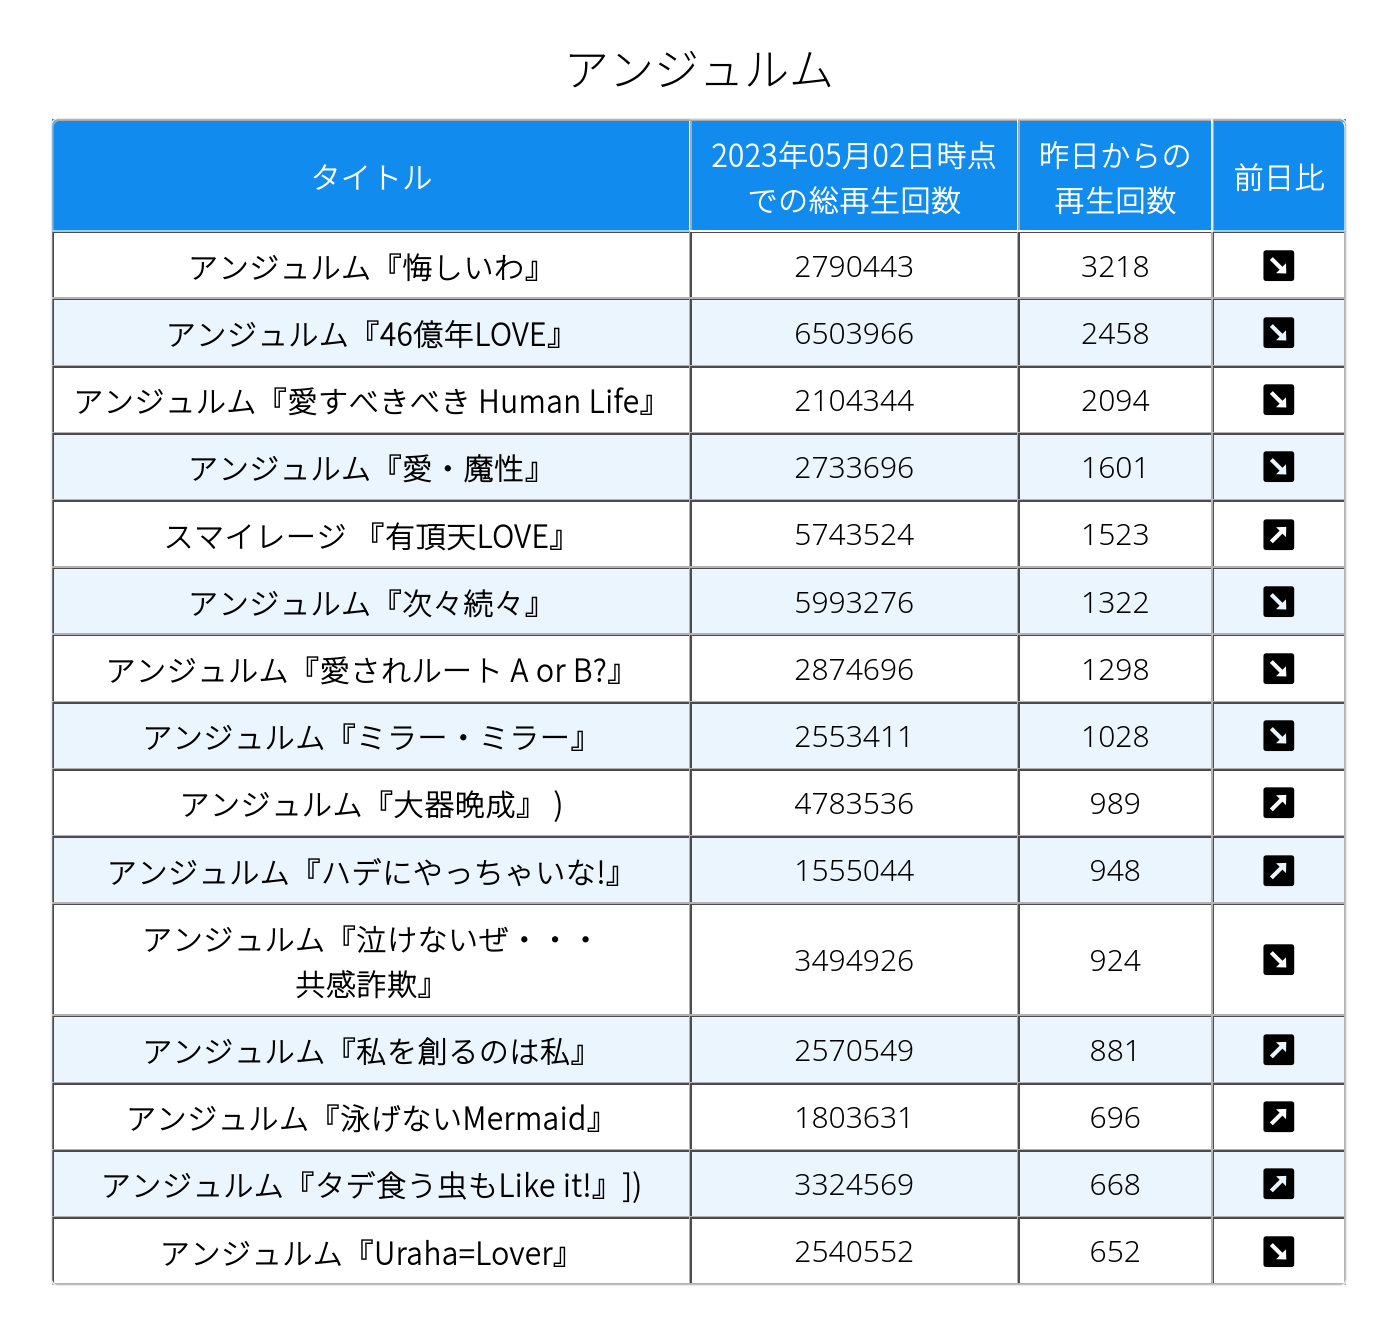 アンジュルム
タイトル
2023年05月02日時点
での総再生回数
昨日からの
再生回数
前日比
アンジュルム『悔しいわ』 2790443 3218
アンジュルム『46億年LOVE』 6503966 2458
アンジュルム『愛すべきべき Human Life』 2104344 2094
アンジュルム『愛・魔性』 2733696 1601
スマイレージ 『有頂天LOVE』 5743524 1523
アンジュルム『次々続々』 5993276 1322
アンジュルム『愛されルート A or B?』 2874696 1298
アンジュルム『ミラー・ミラー』 2553411 1028
アンジュルム『大器晩成』 ) 4783536 989
アンジュルム『ハデにやっちゃいな!』 1555044 948
アンジュルム『泣けないぜ・・・
共感詐欺』 3494926 924
アンジュルム『私を創るのは私』 2570549 881
アンジュルム『泳げないMermaid』 1803631 696
アンジュルム『タデ食う虫もLike it!』]) 3324569 668
アンジュルム『Uraha=Lover』 2540552 652